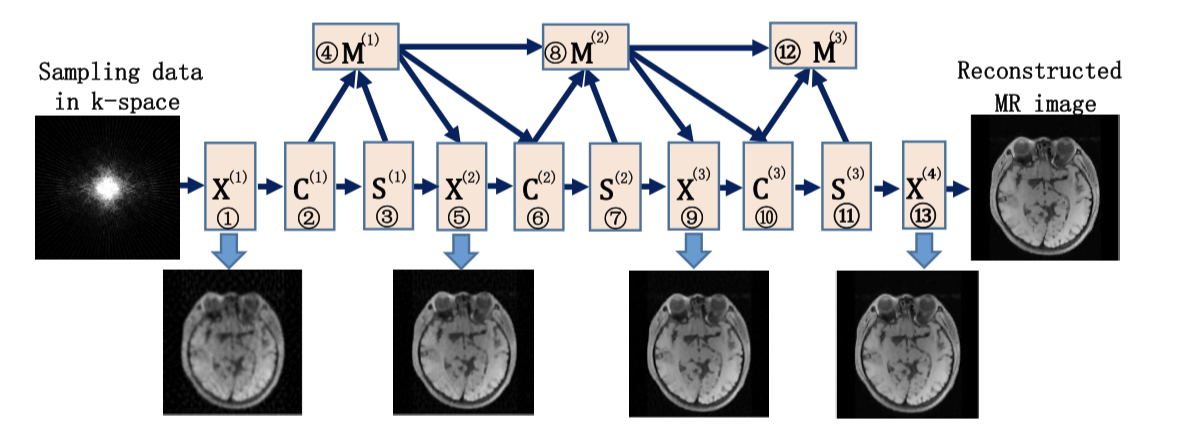 Sampling data
in k-space
④ M(1)
⑧ M(2)
⑫ M(3)
Reconstructed
MR image
X(1)
①
C(1)
②
S(1)
③
X(2)
⑤
C(2)
⑥
S(2)
⑦
X(3)
⑨
C(3)
⑩
S(3)
⑪
X(4)
⑬